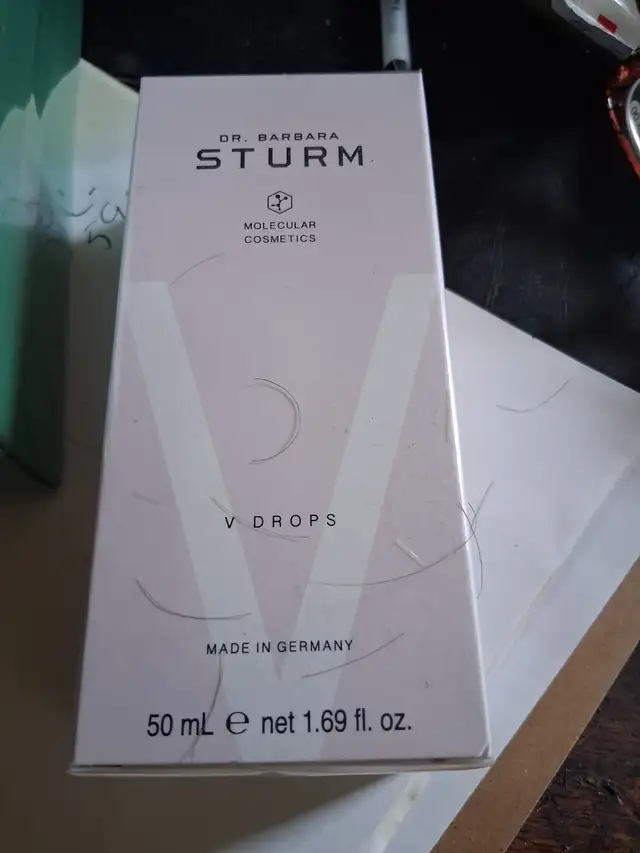 DR. BARBARA
STURM
MOLECULAR
COSMETICS
V DROPS
MADE IN GERMANY
50 mL ℮ net 1.69 fl. oz.